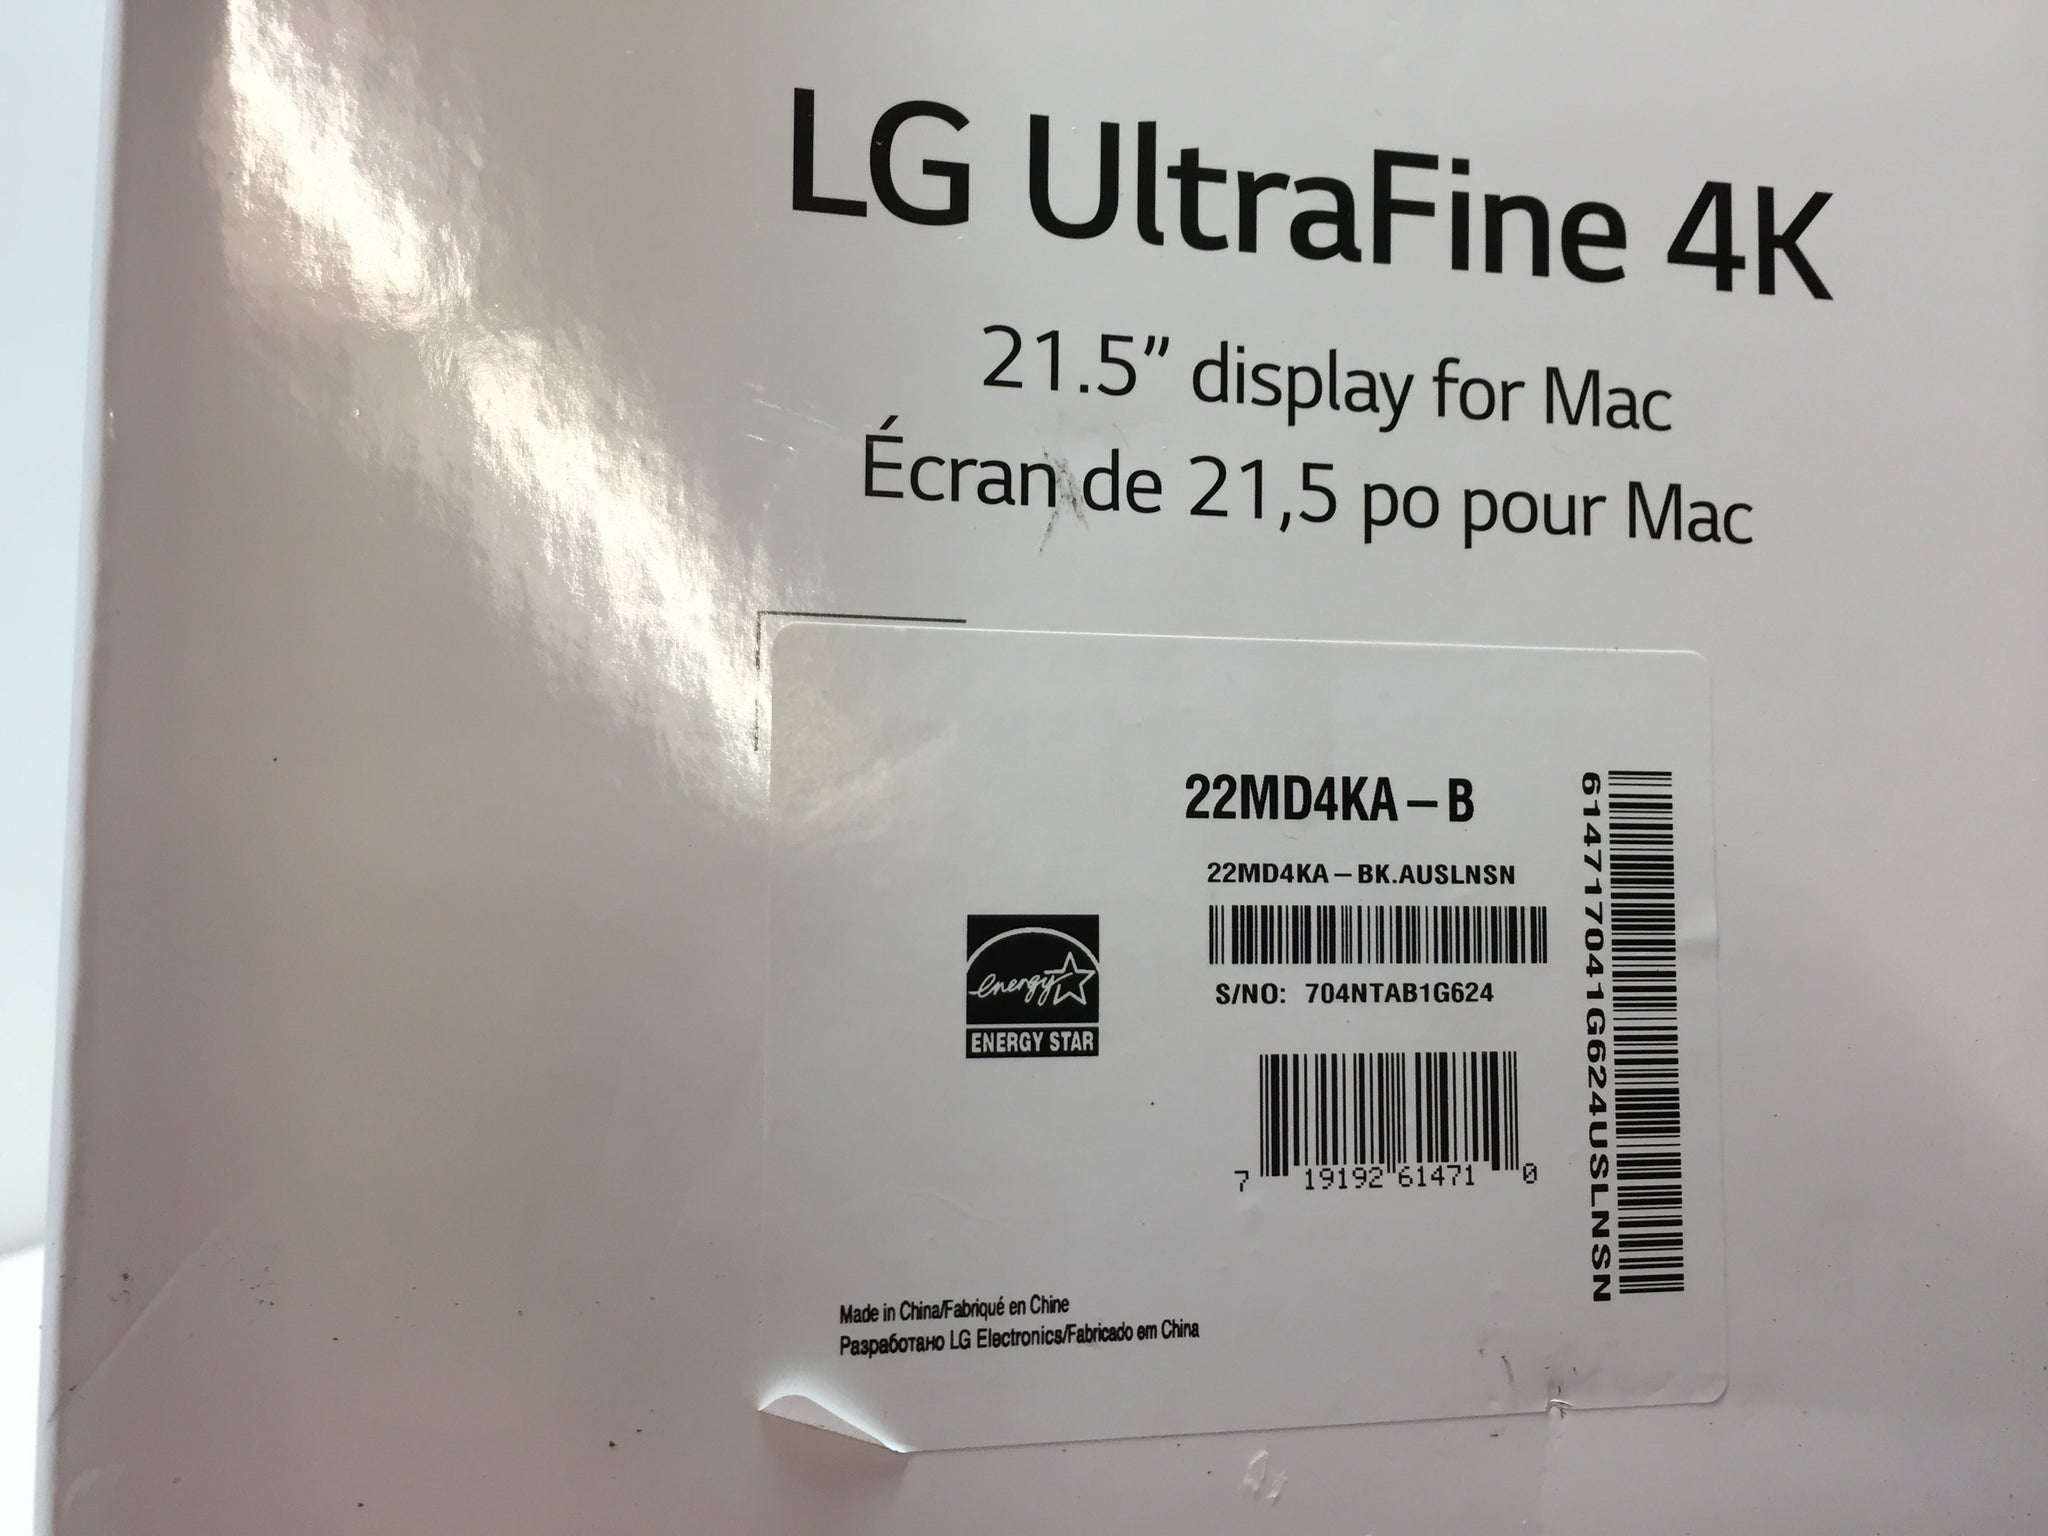 LG UltraFine 4K
21.5” display for Mac
Écran de 21,5 po pour Mac
22MD4KA – B
22MD4KA – BK.AUSLNSN
S/NO: 704NTAB1G624
energy
ENERGY STAR
7 19192 61471 0
614717041G624USLNSN
Made in China/Fabriqué en Chine
Разработано LG Electronics/Fabricado em China